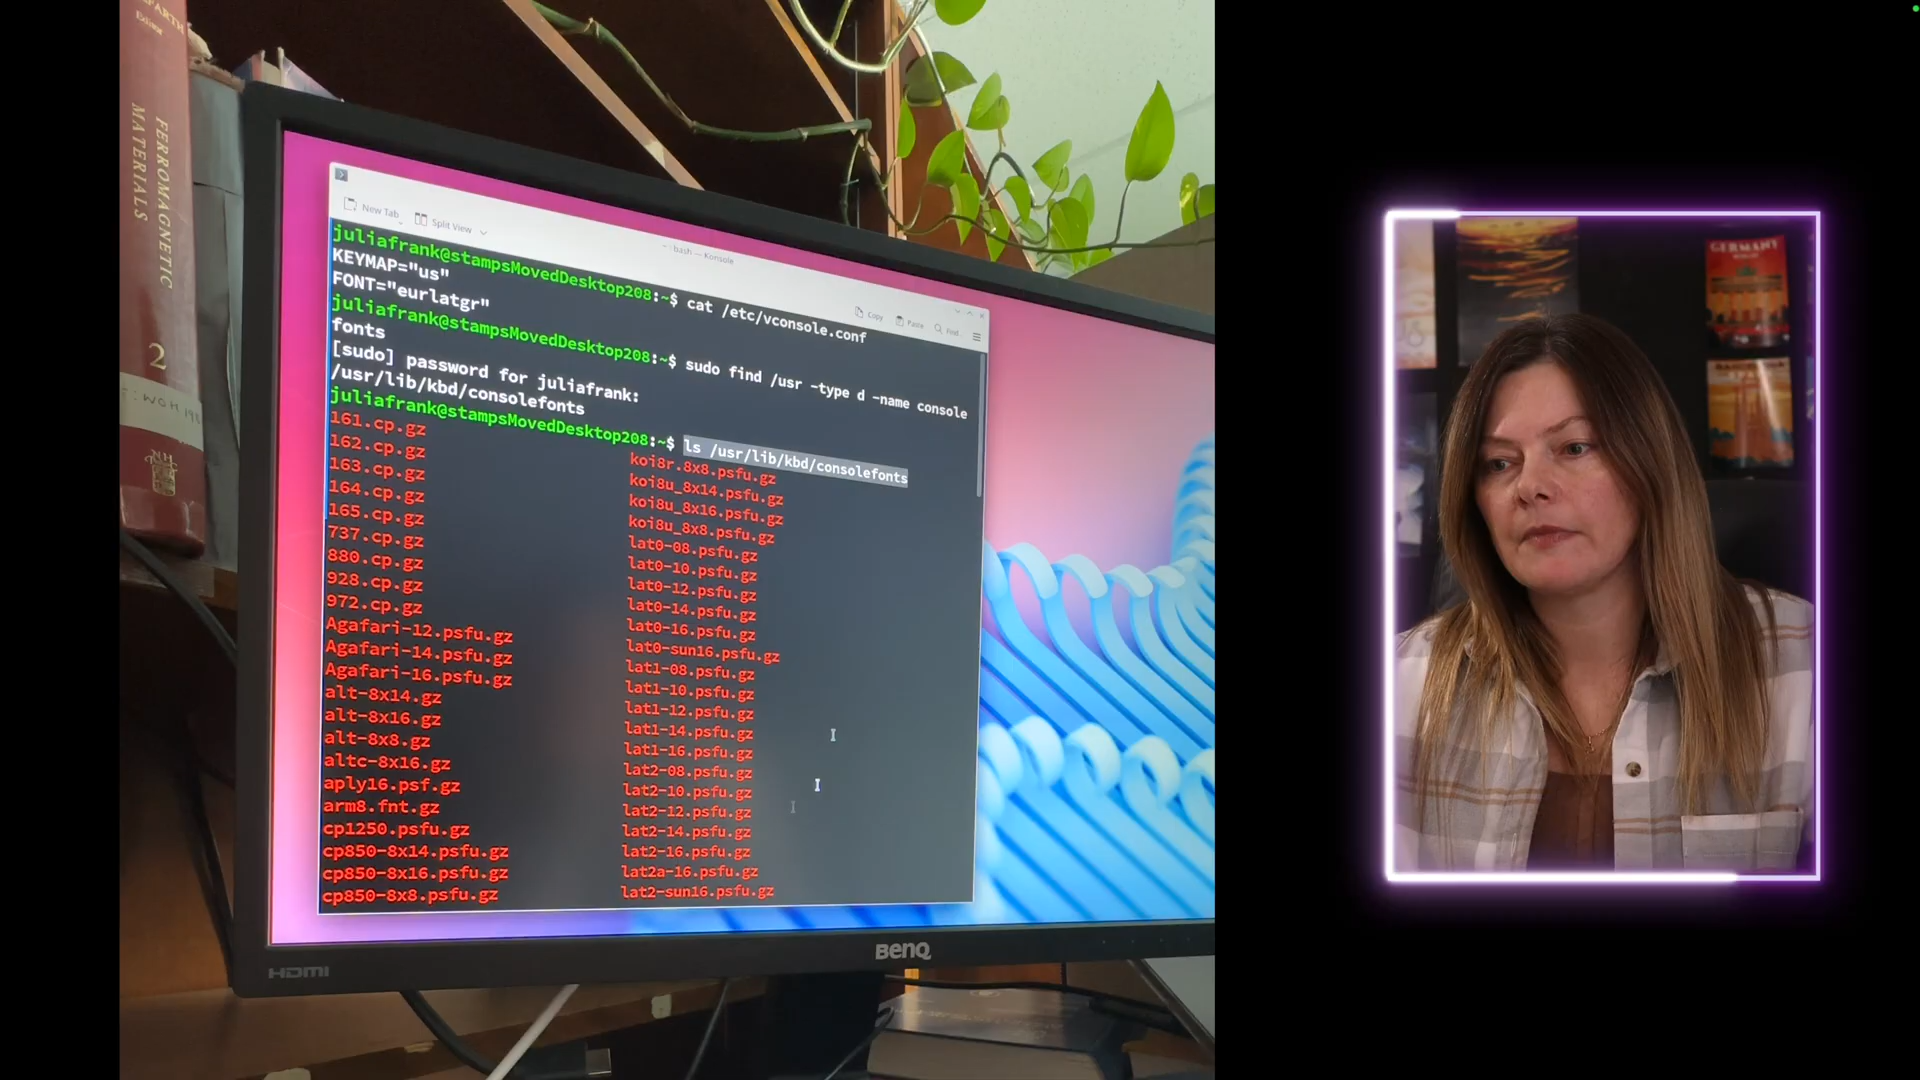 FERROMAGNETIC
MATERIALS
2
New Tab
Split View
~ : bash — Konsole
Copy
Paste
Find
juliafrank@stampsMovedDesktop208:~$ cat /etc/vconsole.conf
KEYMAP="us"
FONT="eurlatgr"
juliafrank@stampsMovedDesktop208:~$ sudo find /usr -type d -name console
fonts
[sudo] password for juliafrank:
/usr/lib/kbd/consolefonts
juliafrank@stampsMovedDesktop208:~$ ls /usr/lib/kbd/consolefonts
161.cp.gz
162.cp.gz
163.cp.gz
164.cp.gz
165.cp.gz
737.cp.gz
880.cp.gz
928.cp.gz
972.cp.gz
Agafari-12.psfu.gz
Agafari-14.psfu.gz
Agafari-16.psfu.gz
alt-8x14.gz
alt-8x16.gz
alt-8x8.gz
altc-8x16.gz
aply16.psf.gz
arm8.fnt.gz
cp1250.psfu.gz
cp850-8x14.psfu.gz
cp850-8x16.psfu.gz
cp850-8x8.psfu.gz
koi8r.8x8.psfu.gz
koi8u_8x14.psfu.gz
koi8u_8x16.psfu.gz
koi8u_8x8.psfu.gz
lat0-08.psfu.gz
lat0-10.psfu.gz
lat0-12.psfu.gz
lat0-14.psfu.gz
lat0-16.psfu.gz
lat0-sun16.psfu.gz
lat1-08.psfu.gz
lat1-10.psfu.gz
lat1-12.psfu.gz
lat1-14.psfu.gz
lat1-16.psfu.gz
lat2-08.psfu.gz
lat2-10.psfu.gz
lat2-12.psfu.gz
lat2-14.psfu.gz
lat2-16.psfu.gz
lat2a-16.psfu.gz
lat2-sun16.psfu.gz
HDMI
BenQ
GERMANY